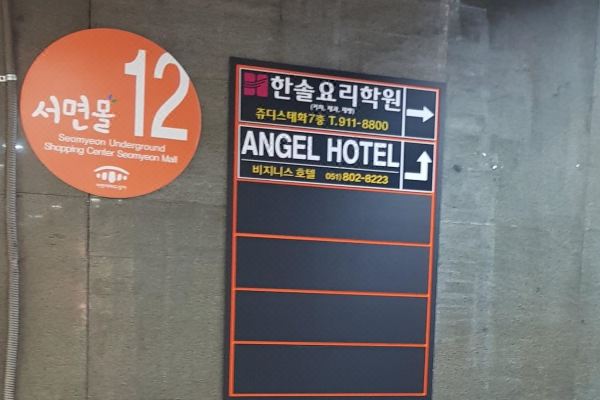 서면몰 12
Seomyeon Underground
Shopping Center Seomyeon Mall
한솔요리학원
쥬디스태화7층 T.911-8800
ANGEL HOTEL
비지니스 호텔 051) 802-8223